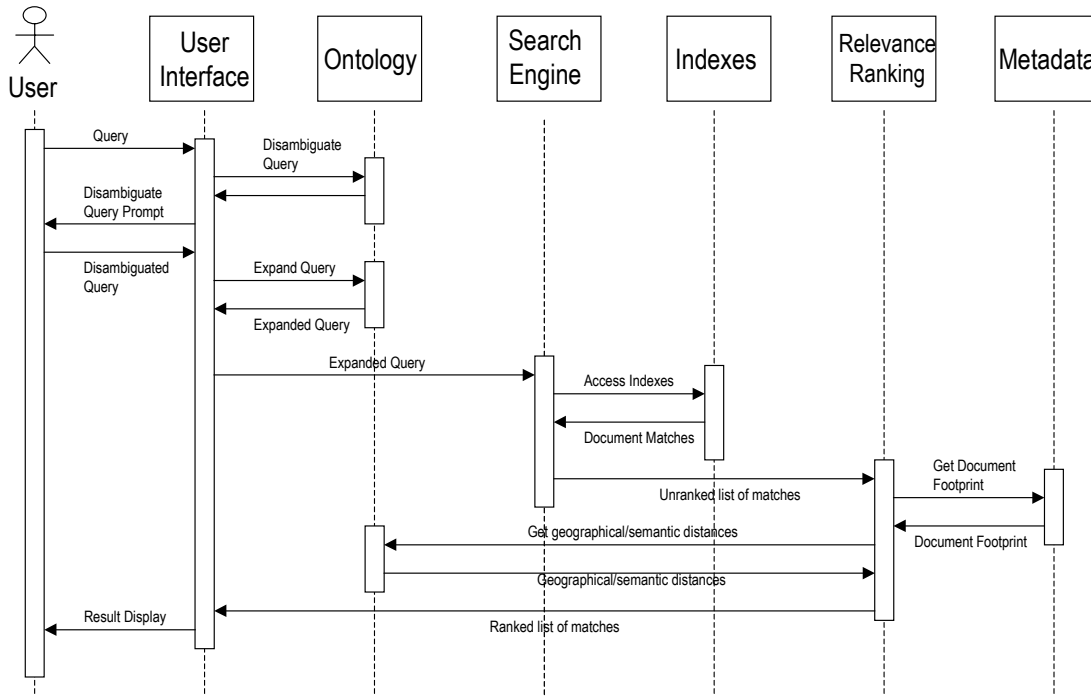 User
User
Interface
Ontology
Search
Engine
Indexes
Relevance
Ranking
Metadata
Query
Disambiguate
Query
Disambiguate
Query Prompt
Disambiguated
Query
Expand Query
Expanded Query
Expanded Query
Access Indexes
Document Matches
Unranked list of matches
Get Document
Footprint
Document Footprint
Get geographical/semantic distances
Geographical/semantic distances
Ranked list of matches
Result Display